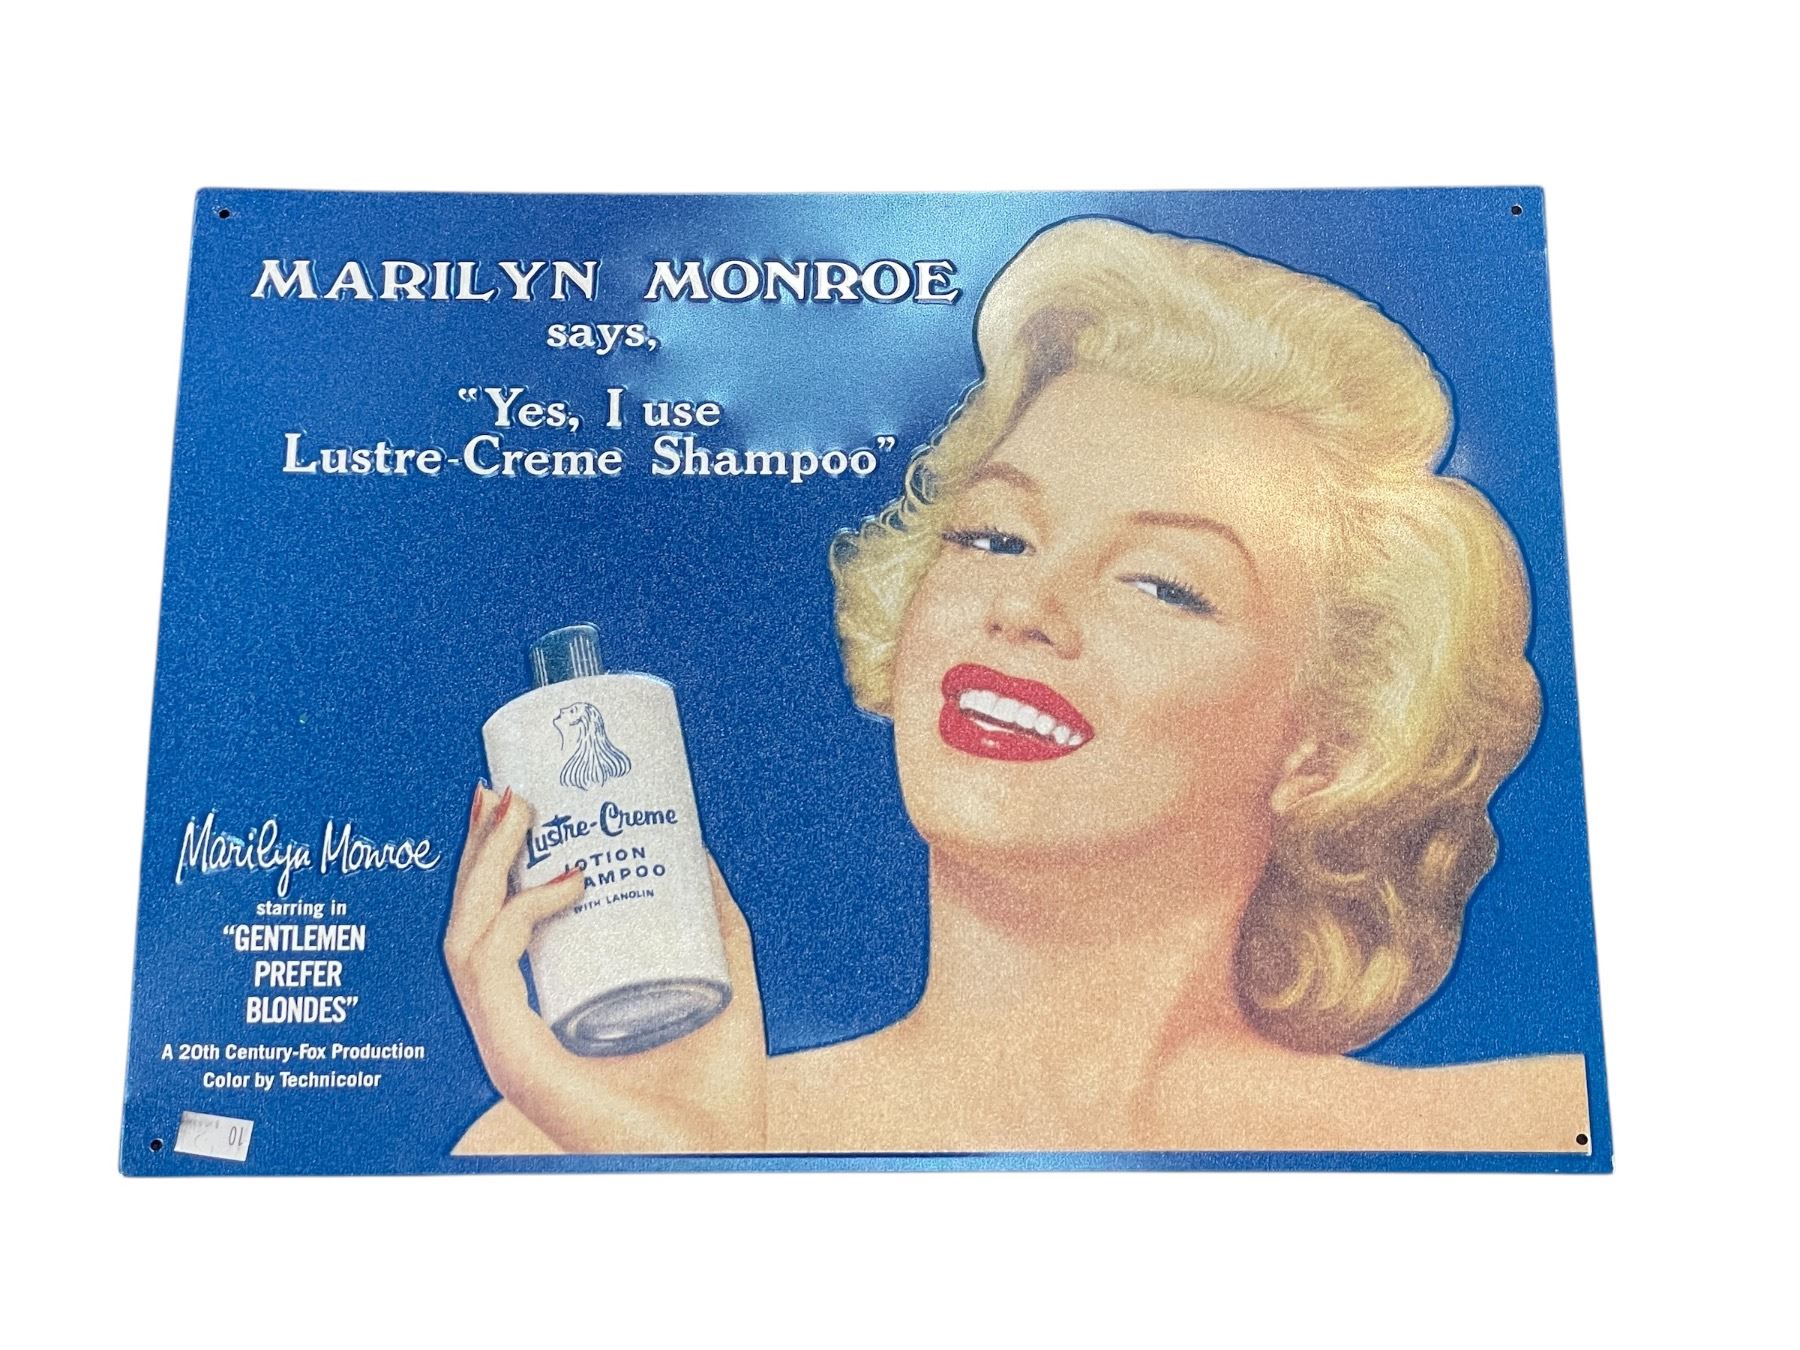 MARILYN MONROE
says,
“Yes, I use
Lustre-Creme Shampoo”
Lustre-Creme
LOTION
AMPOO
WITH LANOLIN
Marilyn Monroe
starring in
“GENTLEMEN
PREFER
BLONDES”
A 20th Century-Fox Production
Color by Technicolor
10